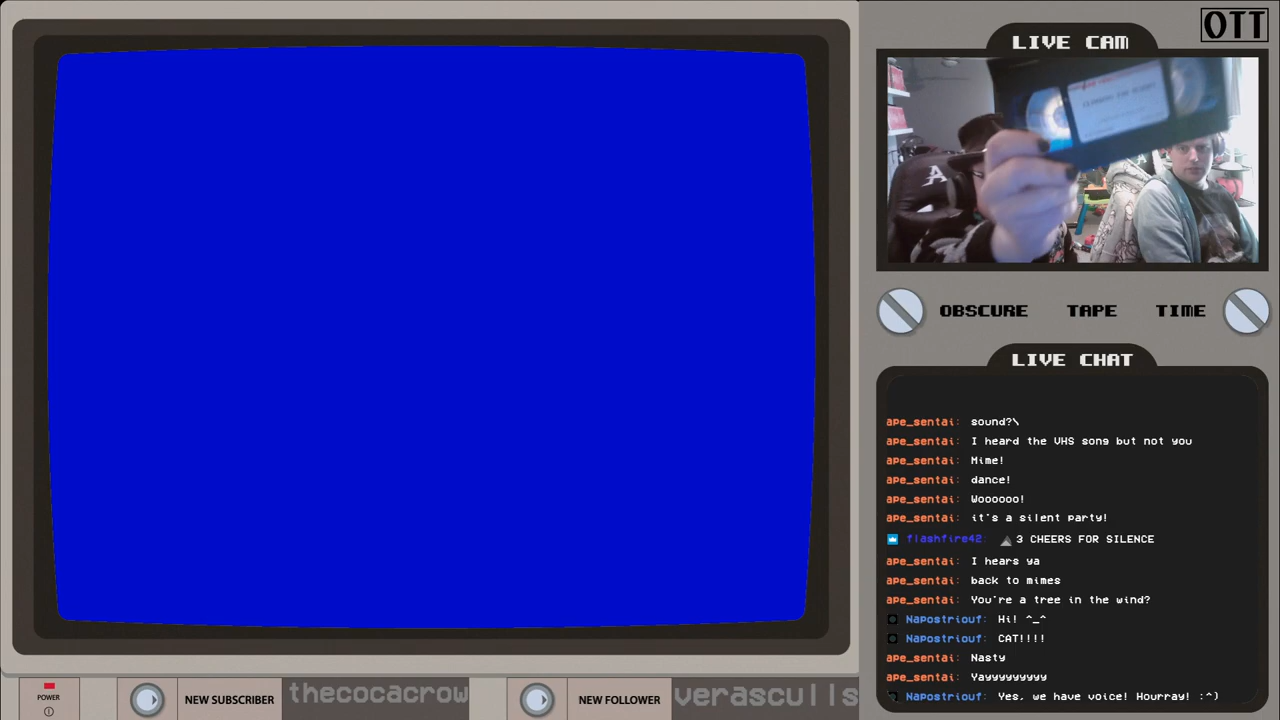 OTT
LIVE CAM
A
OBSCURE TAPE TIME
LIVE CHAT
ape_sentai: sound?\
ape_sentai: I heard the VHS song but not you
ape_sentai: Mime!
ape_sentai: dance!
ape_sentai: Woooooo!
ape_sentai: it's a silent party!
flashfire42: 3 CHEERS FOR SILENCE
ape_sentai: I hears ya
ape_sentai: back to mimes
ape_sentai: You're a tree in the wind?
Napostriouf: Hi! ^_^
Napostriouf: CAT!!!!
ape_sentai: Nasty
ape_sentai: Yayyyyyyyyy
Napostriouf: Yes, we have voice! Hourray! :^)
POWER
NEW SUBSCRIBER
thecocacrow
NEW FOLLOWER
verasculls